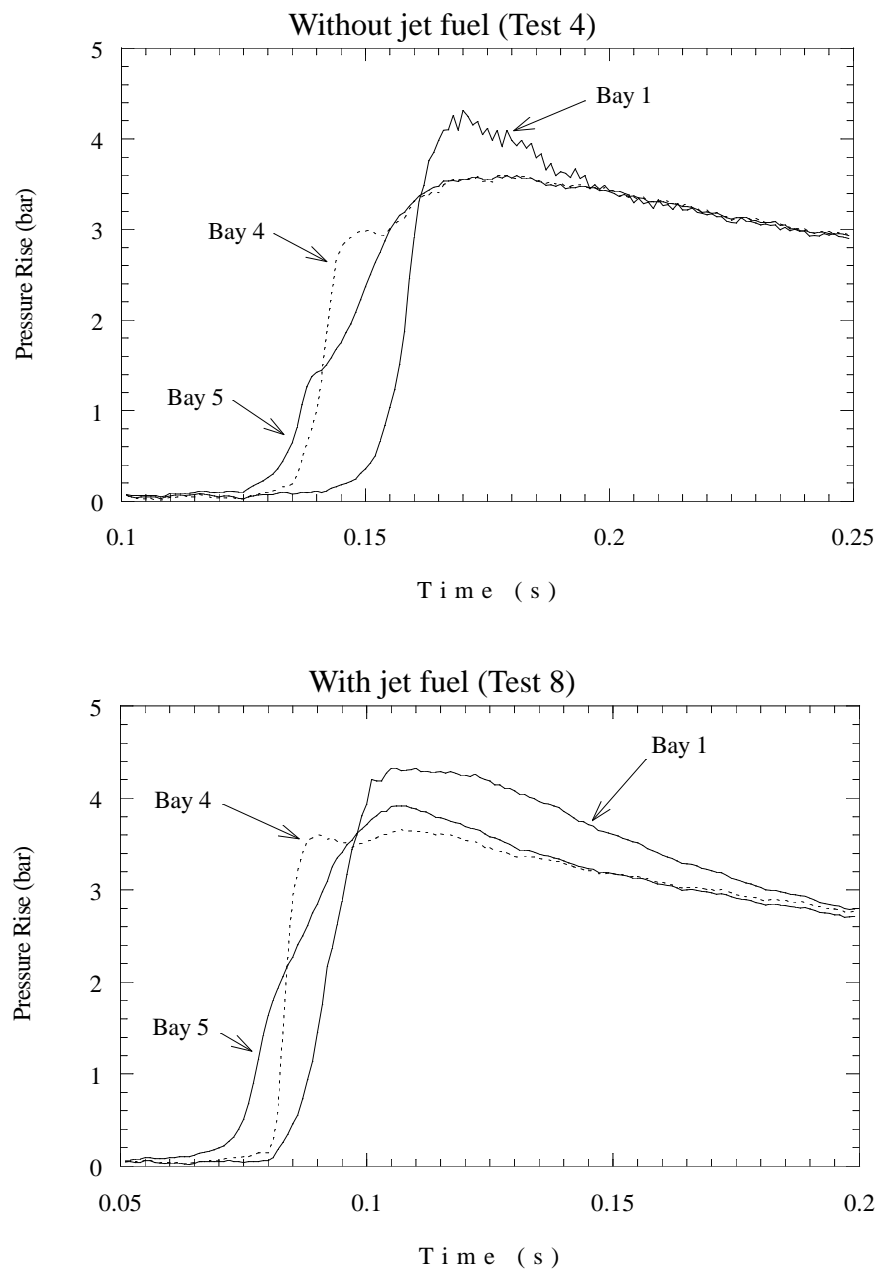 Without jet fuel (Test 4)
5
4
3
2
1
0
Pressure Rise (bar)
Bay 1
Bay 4
Bay 5
0.1 0.15 0.2 0.25
Time (s)
With jet fuel (Test 8)
5
4
3
2
1
0
Pressure Rise (bar)
Bay 1
Bay 4
Bay 5
0.05 0.1 0.15 0.2
Time (s)